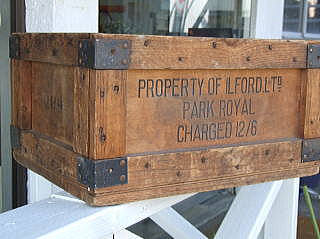 PROPERTY OF ILFORD.LTD
PARK ROYAL
CHARGED 12/6